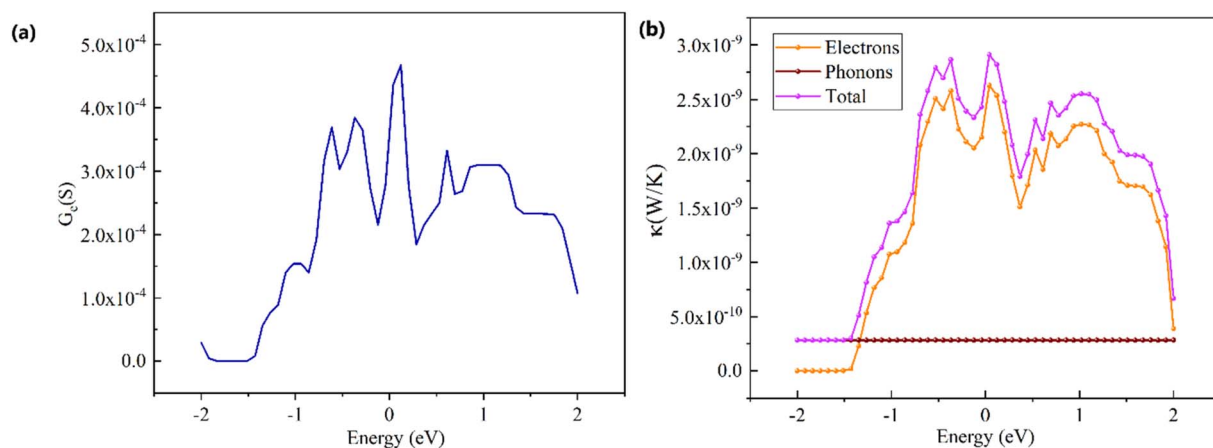 (a)
5.0x10⁻⁴
4.0x10⁻⁴
3.0x10⁻⁴
2.0x10⁻⁴
1.0x10⁻⁴
0.0
Gₑ(S)
-2 -1 0 1 2
Energy (eV)
(b)
Electrons
Phonons
Total
3.0x10⁻⁹
2.5x10⁻⁹
2.0x10⁻⁹
1.5x10⁻⁹
1.0x10⁻⁹
5.0x10⁻¹⁰
0.0
κ(W/K)
-2 -1 0 1 2
Energy (eV)